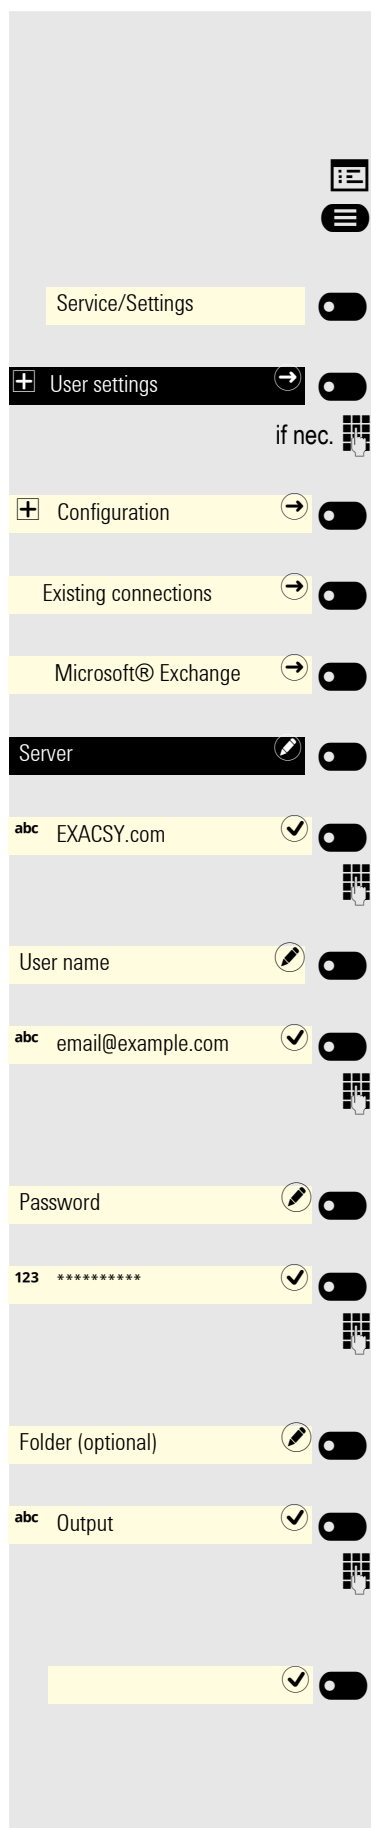 Service/Settings
User settings
if nec.
Configuration
Existing connections
Microsoft® Exchange
Server
abc EXACSY.com
User name
abc email@example.com
Password
123 **********
Folder (optional)
abc Output